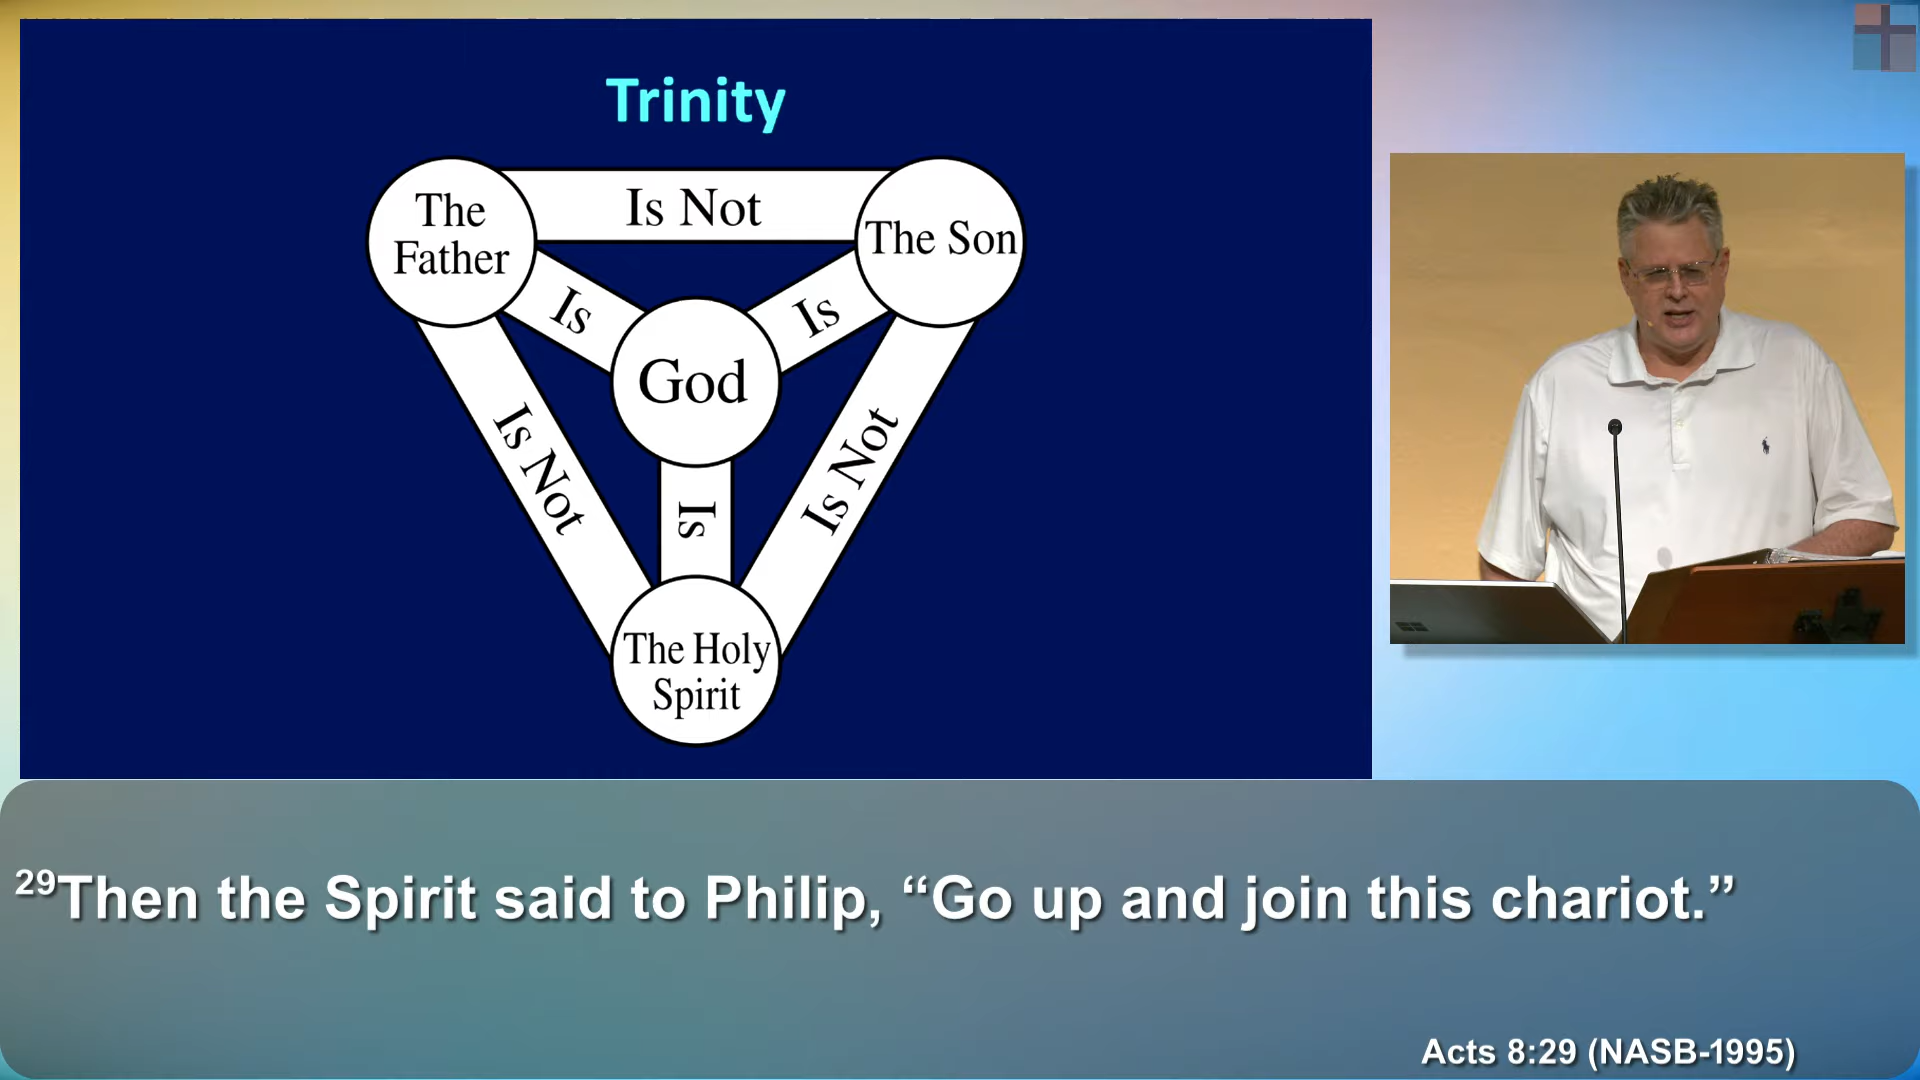 Trinity
The
Father
Is Not
The Son
Is
Is
God
Is Not
Is
Is Not
The Holy
Spirit
29Then the Spirit said to Philip, “Go up and join this chariot.”
Acts 8:29 (NASB-1995)